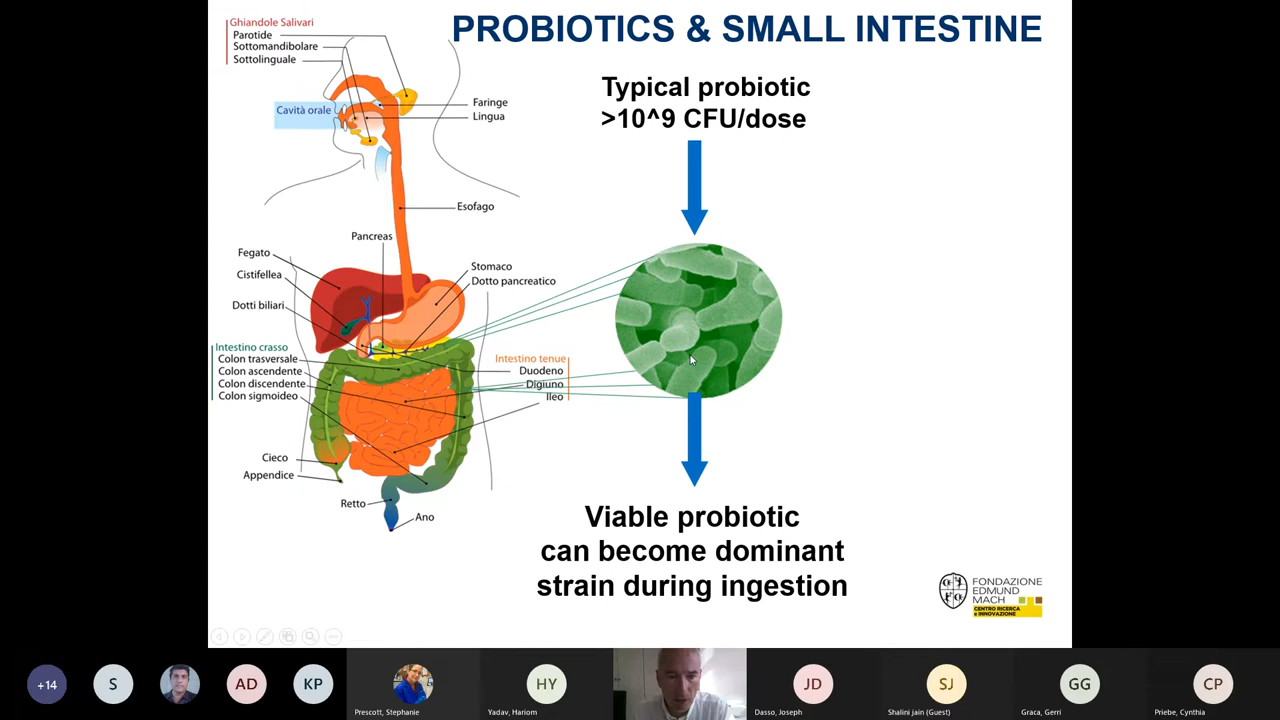 PROBIOTICS & SMALL INTESTINE
Ghiandole Salivari
Parotide
Sottomandibolare
Sottolinguale
Cavità orale
Faringe
Lingua
Esofago
Pancreas
Fegato
Cistifellea
Dotti biliari
Stomaco
Dotto pancreatico
Intestino crasso
Colon trasversale
Colon ascendente
Colon discendente
Colon sigmoideo
Intestino tenue
Duodeno
Digiuno
Ileo
Cieco
Appendice
Retto
Ano
Typical probiotic
>10^9 CFU/dose
Viable probiotic
can become dominant
strain during ingestion
FONDAZIONE
EDMUND
MACH
CENTRO RICERCA
e INNOVAZIONE
+14
S
AD
KP
Prescott, Stephanie
HY
Yadav, Hariom
JD
Dasso, Joseph
SJ
Shalini jain (Guest)
GG
Graca, Gerri
CP
Priebe, Cynthia